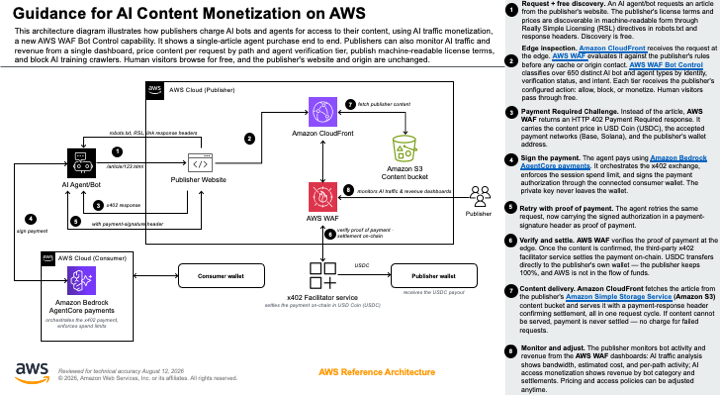 Guidance for AI Content Monetization on AWS
This architecture diagram illustrates how publishers charge AI bots and agents for access to their content, using AI traffic monetization,
a new AWS WAF Bot Control capability. It shows a single-article agent purchase end to end. Publishers can also monitor AI traffic and
revenue from a single dashboard, price content per request by path and agent verification tier, publish machine-readable license terms,
and block AI training crawlers. Human visitors browse for free, and the publisher's website and origin are unchanged.
aws
AWS Cloud (Publisher)
7
fetch publisher content
robots.txt, RSL, link response headers
2
Amazon CloudFront
1
/article/123.html
AI Agent/Bot
Publisher Website
Amazon S3
Content bucket
8
monitors AI traffic & revenue dashboards
3
x402 response
AWS WAF
Publisher
4
5
with payment-signature header
sign payment
6
verify proof of payment -
settlement on-chain
aws
AWS Cloud (Consumer)
USDC
Consumer wallet
Publisher wallet
Amazon Bedrock
AgentCore payments
orchestrates the x402 payment,
enforces spend limits
x402 Facilitator service
settles the payment on-chain in USD Coin (USDC)
receives the USDC payout
aws
Reviewed for technical accuracy August 12, 2026
© 2026, Amazon Web Services, Inc. or its affiliates. All rights reserved.
AWS Reference Architecture
1
Request + free discovery. An AI agent/bot requests an article
from the website. The publisher's license terms and
prices are discoverable in machine-readable form through
Really Simple Licensing (RSL) directives in robots.txt and
response headers. Discovery is free.
2
Edge inspection. Amazon CloudFront receives the request at
the edge. AWS WAF evaluates it against the publisher's rules
before any cache or origin contact. AWS WAF Bot Control
classifies over 650 distinct AI bot and agent types by identity,
verification status, and intent. Each tier receives the publisher's
configured action: allow, block, or monetize. Human visitors
pass through free.
3
Payment Required Challenge. Instead of the article, AWS
WAF returns an HTTP 402 Payment Required response. It
carries the content price in USD Coin (USDC), the accepted
payment networks (Base, Solana), and the publisher's wallet
address.
4
Sign the payment. The agent pays using Amazon Bedrock
AgentCore payments. It orchestrates the x402 exchange,
enforces the session spend limit, and signs the payment
authorization through the connected consumer wallet. The
private key never leaves the wallet.
5
Retry with proof of payment. The agent retries the same
request, now carrying the signed authorization in a payment-
signature header as proof of payment.
6
Verify and settle. AWS WAF verifies the proof of payment at the
edge. Once the content is confirmed, the third-party x402
facilitator service settles the payment on-chain. USDC transfers
directly to the publisher's own wallet — the publisher keeps
100%, and AWS is not in the flow of funds.
7
Content delivery. Amazon CloudFront fetches the article from
the publisher's Amazon Simple Storage Service (Amazon S3)
content bucket and serves it with a payment-response header
confirming settlement, all in one request cycle. If content
cannot be served, payment is never settled — no charge for failed
requests.
8
Monitor and adjust. The publisher monitors bot activity and
revenue from the AWS WAF dashboards: AI traffic analysis
shows bandwidth, estimated cost, and per-path activity; AI
access monetization shows revenue by bot category and
settlements. Pricing and access policies can be adjusted
anytime.